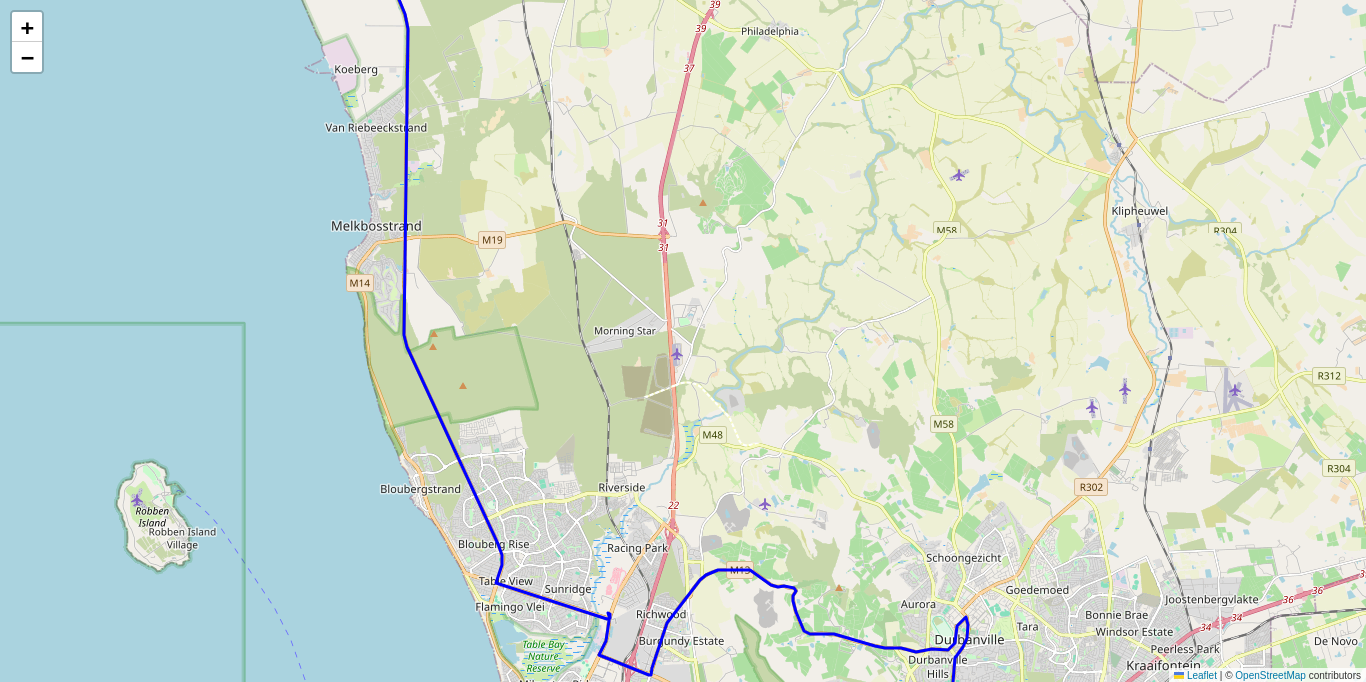 +
−
39
39
Philadelphia
37
Koeberg
Van Riebeeckstrand
Klipheuwel
Melkbosstrand
31
M58
R304
M19
31
M14
Morning Star
R312
M58
M48
R304
Bloubergstrand
Riverside
R302
22
Robben
Island
Robben Island
Village
Blouberg Rise
Racing Park
Schoongezicht
M13
Table View
Sunridge
Goedemoed
36
36
Joostenbergvlakte
Flamingo Vlei
Richwood
Aurora
Bonnie Brae
34
34
Tara
Windsor Estate
Table Bay
Nature
Reserve
Burgundy Estate
Durbanville
De Novo
Peerless Park
Durbanville
Hills
Kraaifontein
Leaflet | © OpenStreetMap contributors